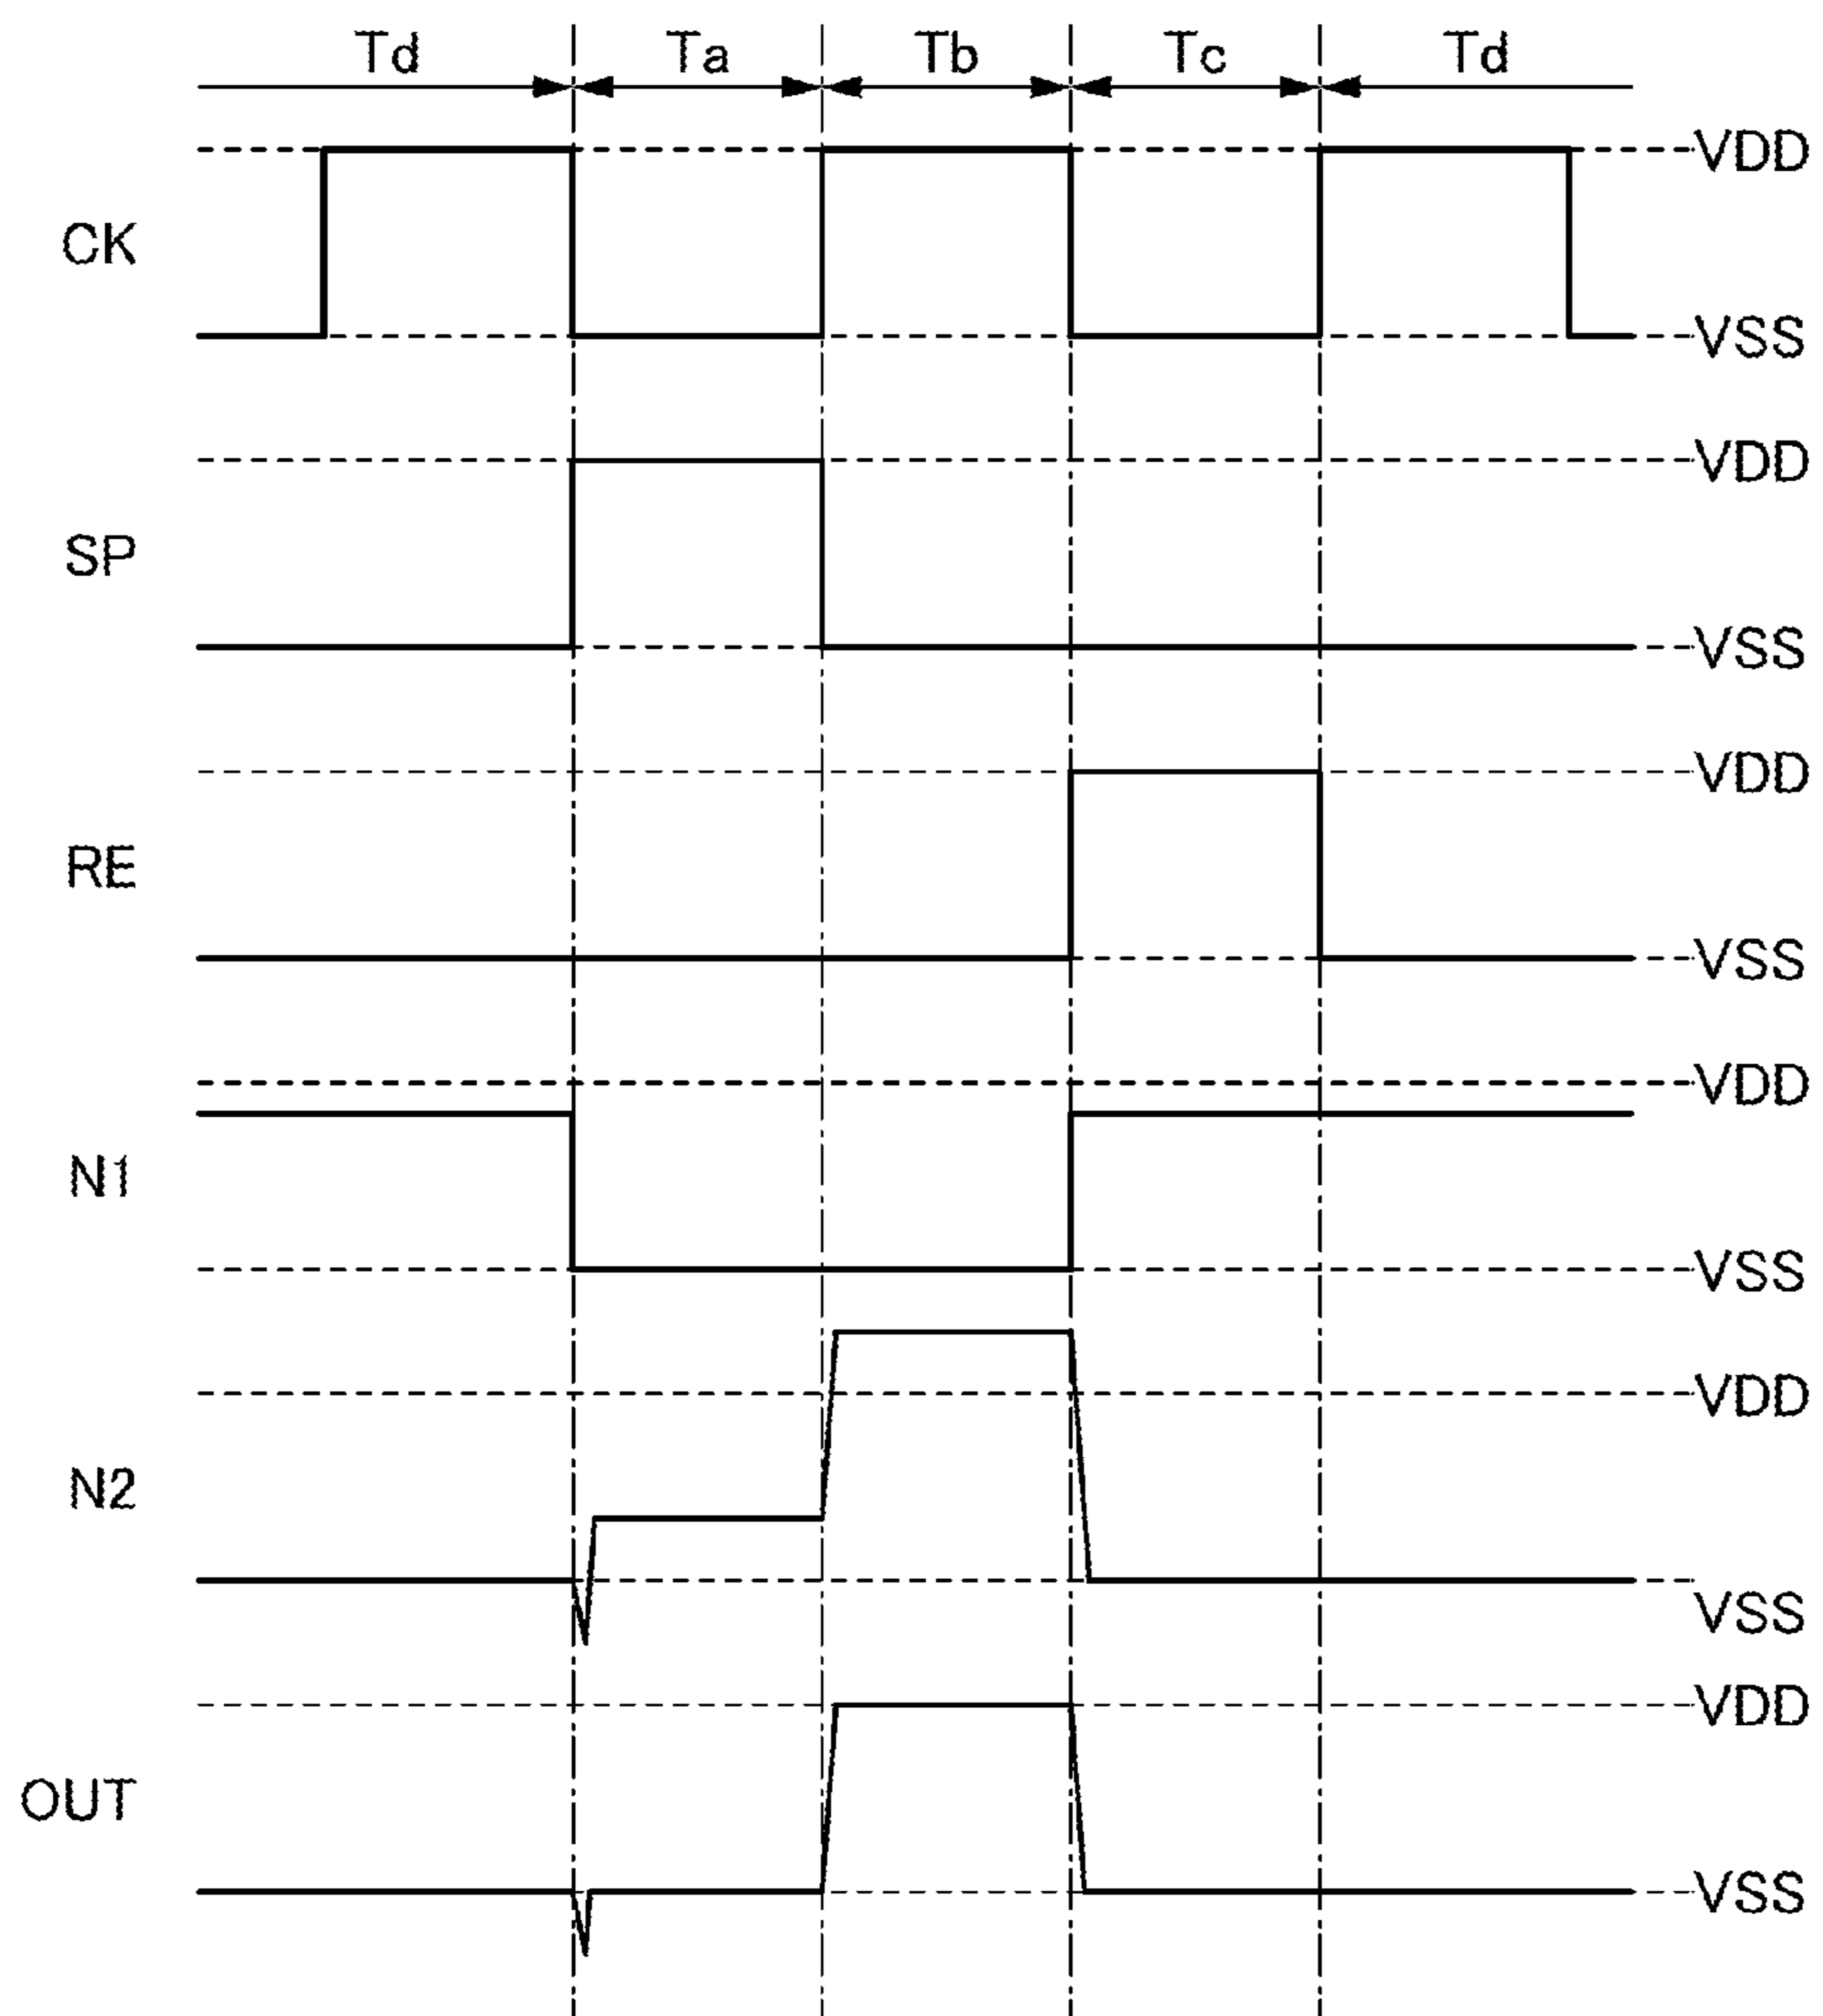 Td Ta Tb Tc Td
VDD
CK
VSS
VDD
SP
VSS
VDD
RE
VSS
VDD
N1
VSS
VDD
N2
VSS
VDD
OUT
VSS